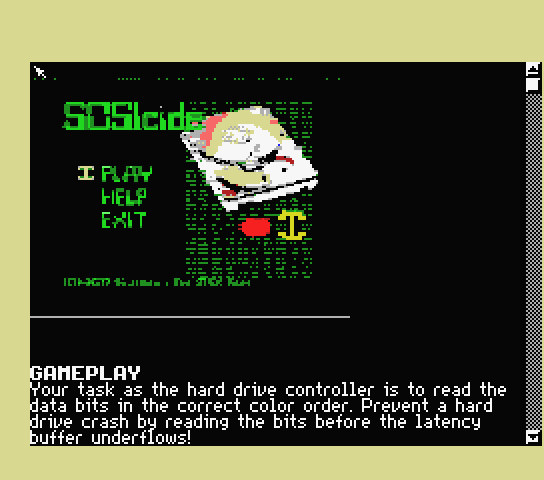 SCSIcide
PLAY
HELP
EXIT
GAMEPLAY
Your task as the hard drive controller is to read the
data bits in the correct color order. Prevent a hard
drive crash by reading the bits before the latency
buffer underflows!